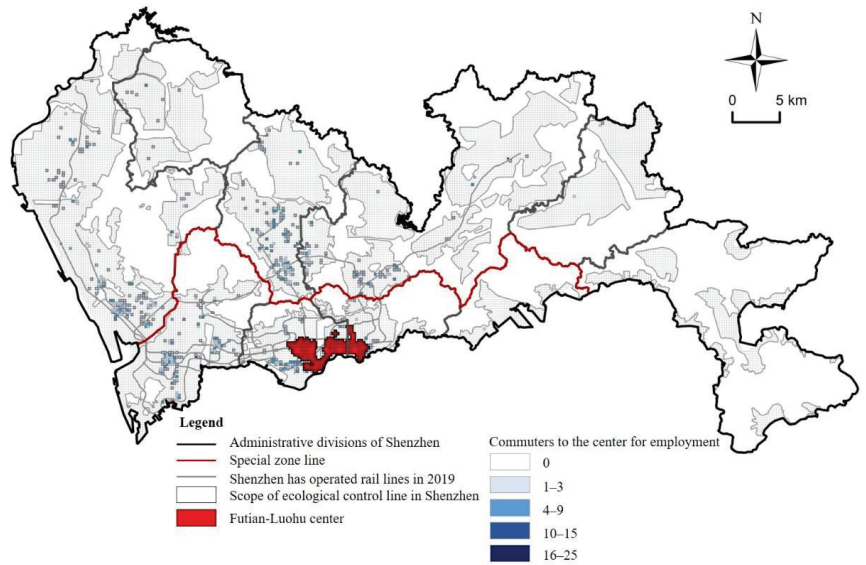 N
0 5 km
Legend
Administrative divisions of Shenzhen
Special zone line
Shenzhen has operated rail lines in 2019
Scope of ecological control line in Shenzhen
Futian-Luohu center
Commuters to the center for employment
0
1–3
4–9
10–15
16–25